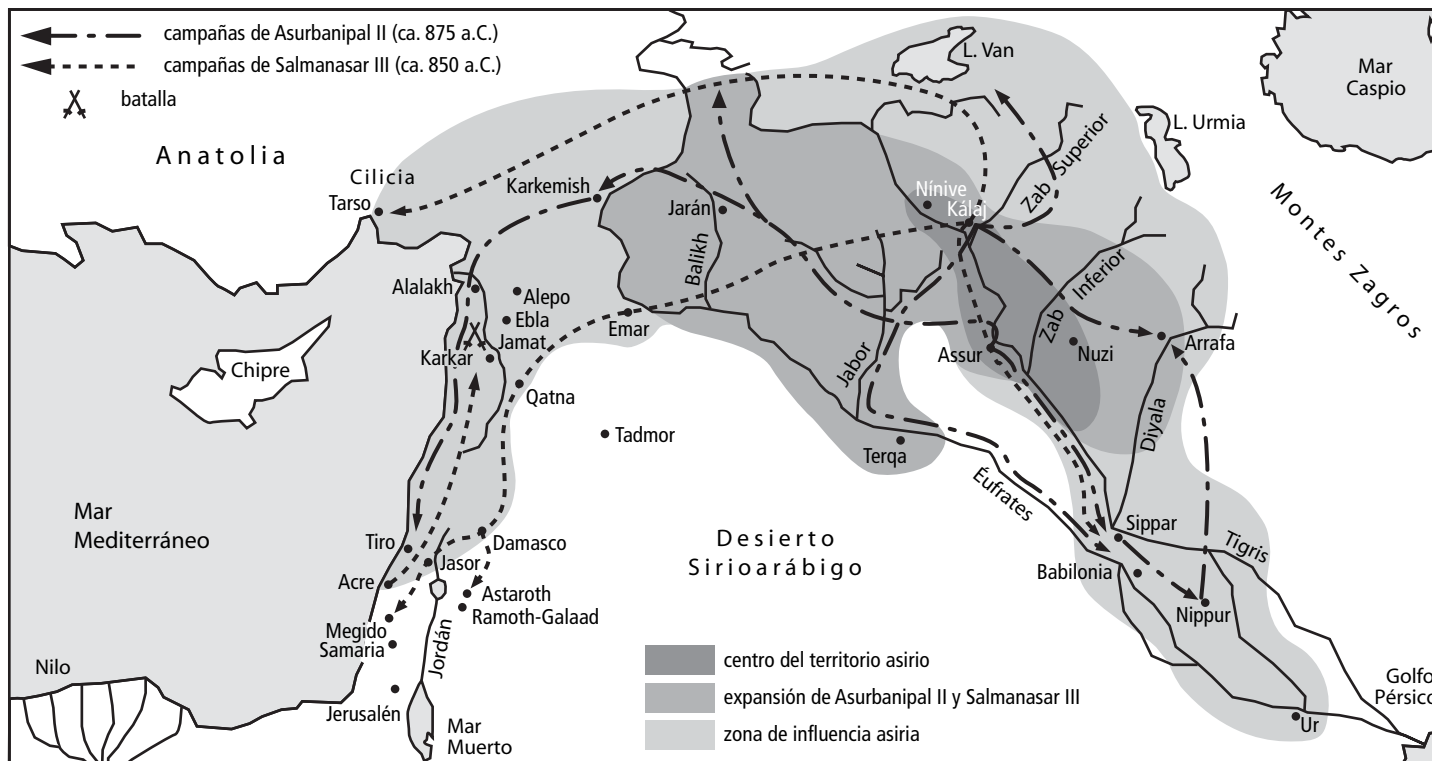 campañas de Asurbanipal II (ca. 875 a.C.)
campañas de Salmanasar III (ca. 850 a.C.)
batalla
Anatolia
L. Van
Mar
Caspio
L. Urmia
Cilicia
Tarso
Karkemish
Jarán
Nínive
Kálaj
Zab Superior
Montes Zagros
Balikh
Alalakh
Alepo
Ebla
Jamat
Karkar
Emar
Zab Inferior
Chipre
Qatna
Jabor
Assur
Nuzi
Arrafa
Tadmor
Terqa
Diyala
Éufrates
Mar
Mediterráneo
Tiro
Damasco
Desierto
Sirioarábigo
Sippar
Tigris
Jasor
Acre
Babilonia
Astaroth
Ramoth-Galaad
Nippur
Megido
Samaria
Jordán
Nilo
Jerusalén
Mar
Muerto
centro del territorio asirio
expansión de Asurbanipal II y Salmanasar III
zona de influencia asiria
Golfo
Pérsico
Ur